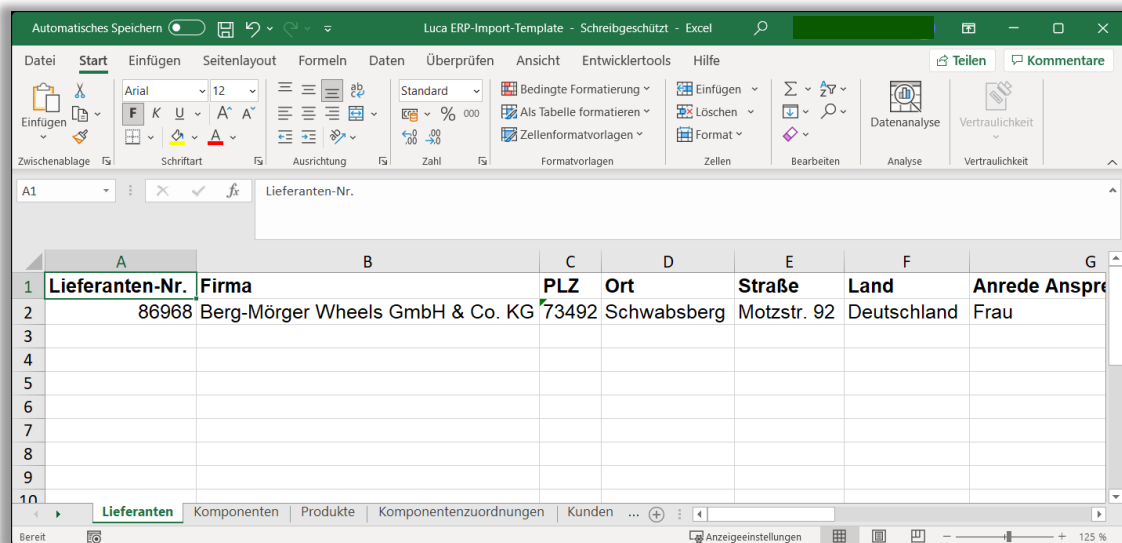 Automatisches Speichern Luca ERP-Import-Template - Schreibgeschützt - Excel
Datei Start Einfügen Seitenlayout Formeln Daten Überprüfen Ansicht Entwicklertools Hilfe Teilen Kommentare
Einfügen Arial 12 Standard Bedingte Formatierung Einfügen
F K U A A % 000 Als Tabelle formatieren Löschen Datenanalyse Vertraulichkeit
A Zellenformatvorlagen Format
Zwischenablage Schriftart Ausrichtung Zahl Formatvorlagen Zellen Bearbeiten Analyse Vertraulichkeit
A1 fx Lieferanten-Nr.
A B C D E F G
1 Lieferanten-Nr. Firma PLZ Ort Straße Land Anrede Anspre
2 86968 Berg-Mörger Wheels GmbH & Co. KG 73492 Schwabsberg Motzstr. 92 Deutschland Frau
3
4
5
6
7
8
9
10
Lieferanten Komponenten Produkte Komponentenzuordnungen Kunden ...
Bereit Anzeigeeinstellungen 125 %